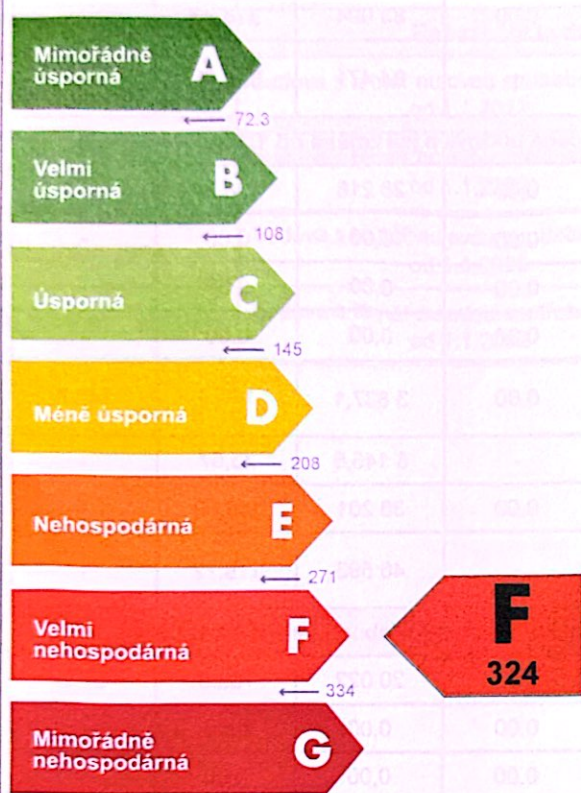 Mimořádně
úsporná
A
72.3
Velmi
úsporná
B
108
Úsporná
C
145
Méně úsporná
D
208
Nehospodárná
E
271
Velmi
nehospodárná
F
334
F
324
Mimořádně
nehospodárná
G